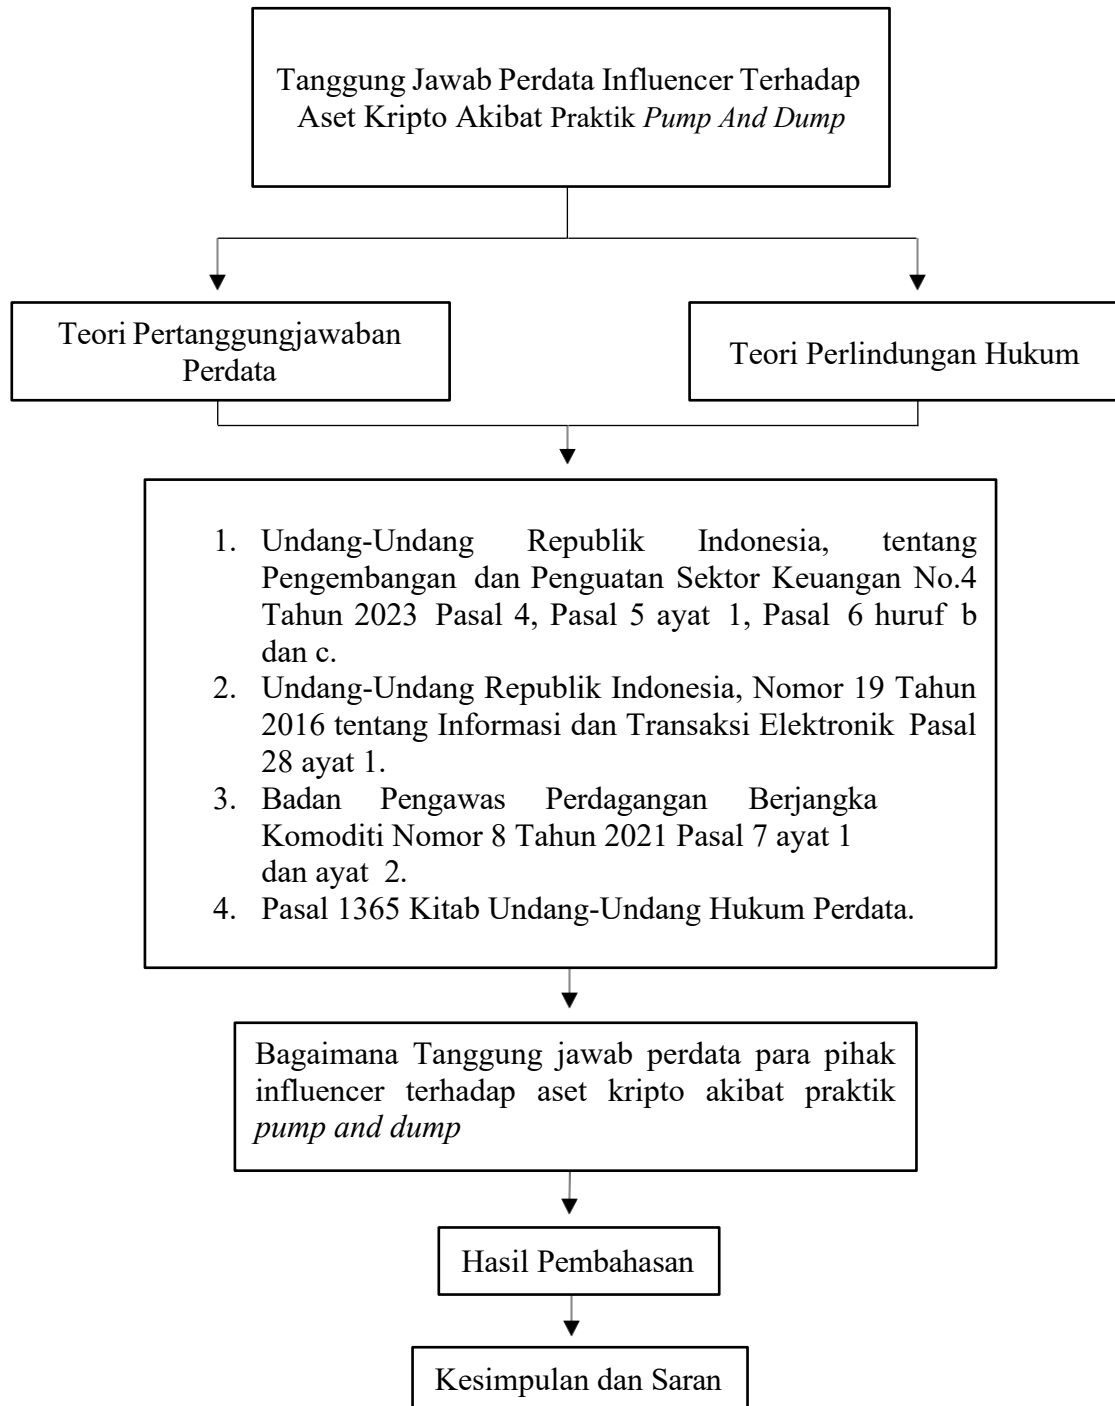 Tanggung Jawab Perdata Influencer Terhadap
Aset Kripto Akibat Praktik Pump And Dump
Teori Pertanggungjawaban
Perdata
Teori Perlindungan Hukum
1. Undang-Undang Republik Indonesia, tentang
Pengembangan dan Penguatan Sektor Keuangan No.4
Tahun 2023 Pasal 4, Pasal 5 ayat 1, Pasal 6 huruf b
dan c.
2. Undang-Undang Republik Indonesia, Nomor 19 Tahun
2016 tentang Informasi dan Transaksi Elektronik Pasal
28 ayat 1.
3. Badan Pengawas Perdagangan Berjangka
Komoditi Nomor 8 Tahun 2021 Pasal 7 ayat 1
dan ayat 2.
4. Pasal 1365 Kitab Undang-Undang Hukum Perdata.
Bagaimana Tanggung jawab perdata para pihak
influencer terhadap aset kripto akibat praktik
pump and dump
Hasil Pembahasan
Kesimpulan dan Saran